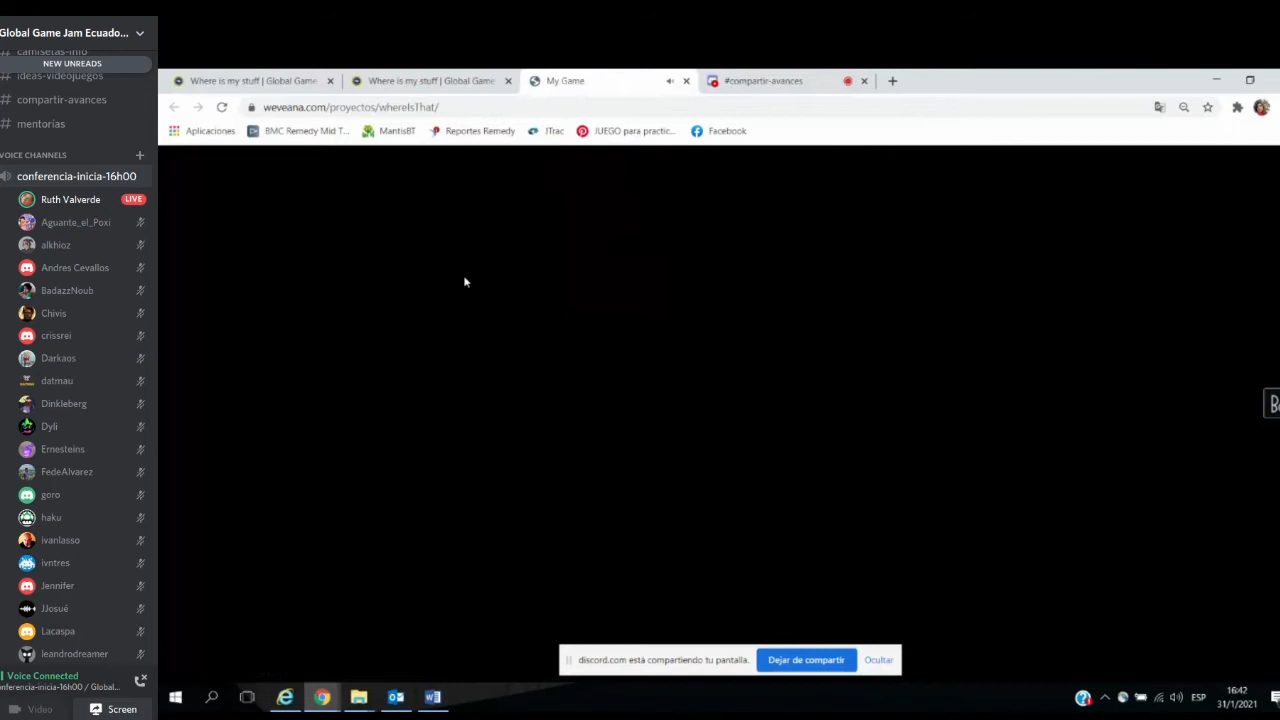 Global Game Jam Ecuado...
camisetas-info
NEW UNREADS
ideas-videojuegos
compartir-avances
mentorias
VOICE CHANNELS
conferencia-inicia-16h00
Ruth Valverde LIVE
Aguante_el_Poxi
alkhioz
Andres Cevallos
BadazzNoub
Chivis
crissrei
Darkaos
datmau
Dinkleberg
Dyli
Ernesteins
FedeAlvarez
goro
haku
ivanlasso
ivntres
Jennifer
JJosué
Lacaspa
leandrodreamer
Voice Connected
nferencia-inicia-16h00 / Global...
Video Screen
Where is my stuff | Global Game Where is my stuff | Global Game My Game #compartir-avances
weveana.com/proyectos/whereIsThat/
Aplicaciones BMC Remedy Mid T... MantisBT Reportes Remedy JTrac JUEGO para practic... Facebook
discord.com está compartiendo tu pantalla. Dejar de compartir Ocultar
ESP
16:42
31/1/2021